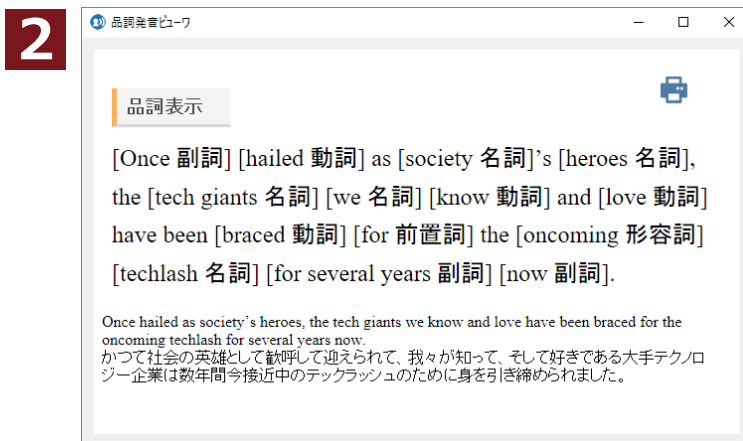 2
品詞発音ビューワ
品詞表示
[Once 副詞] [hailed 動詞] as [society 名詞]’s [heroes 名詞],
the [tech giants 名詞] [we 名詞] [know 動詞] and [love 動詞]
have been [braced 動詞] [for 前置詞] the [oncoming 形容詞]
[techlash 名詞] [for several years 副詞] [now 副詞].
Once hailed as society’s heroes, the tech giants we know and love have been braced for the
oncoming techlash for several years now.
かつて社会の英雄として歓呼して迎えられて、我々が知って、そして好きである大手テクノロ
ジー企業は数年間今接近中のテックラッシュのために身を引き締められました。